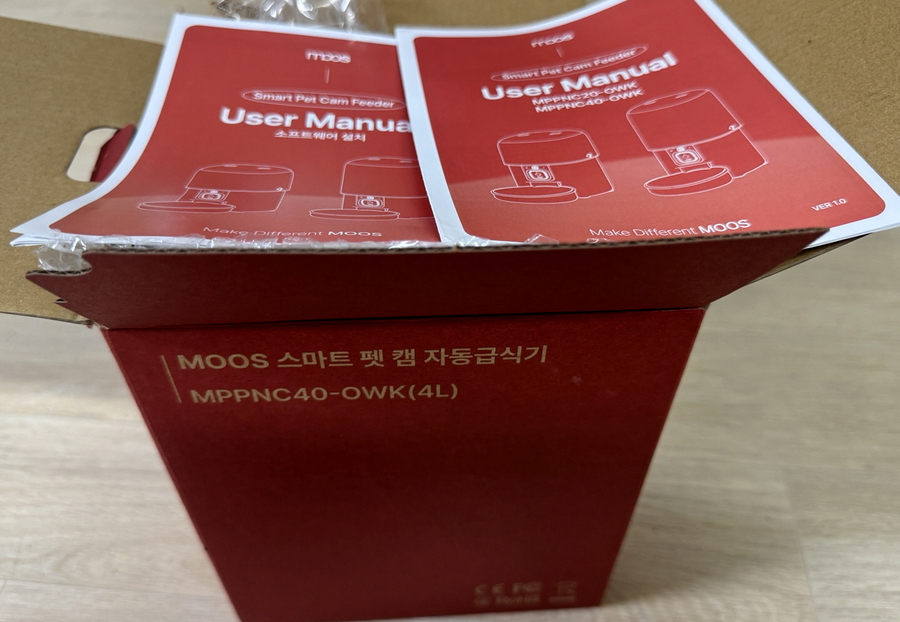 moos
Smart Pet Cam Feeder
User Manua
소프트웨어 설치
Make Different MOOS
moos
Smart Pet Cam Feeder
User Manual
MPPNC20-OWK
MPPNC40-OWK
VER 1.0
Make Different MOOS
MOOS 스마트 펫 캠 자동급식기
MPPNC40-OWK(4L)